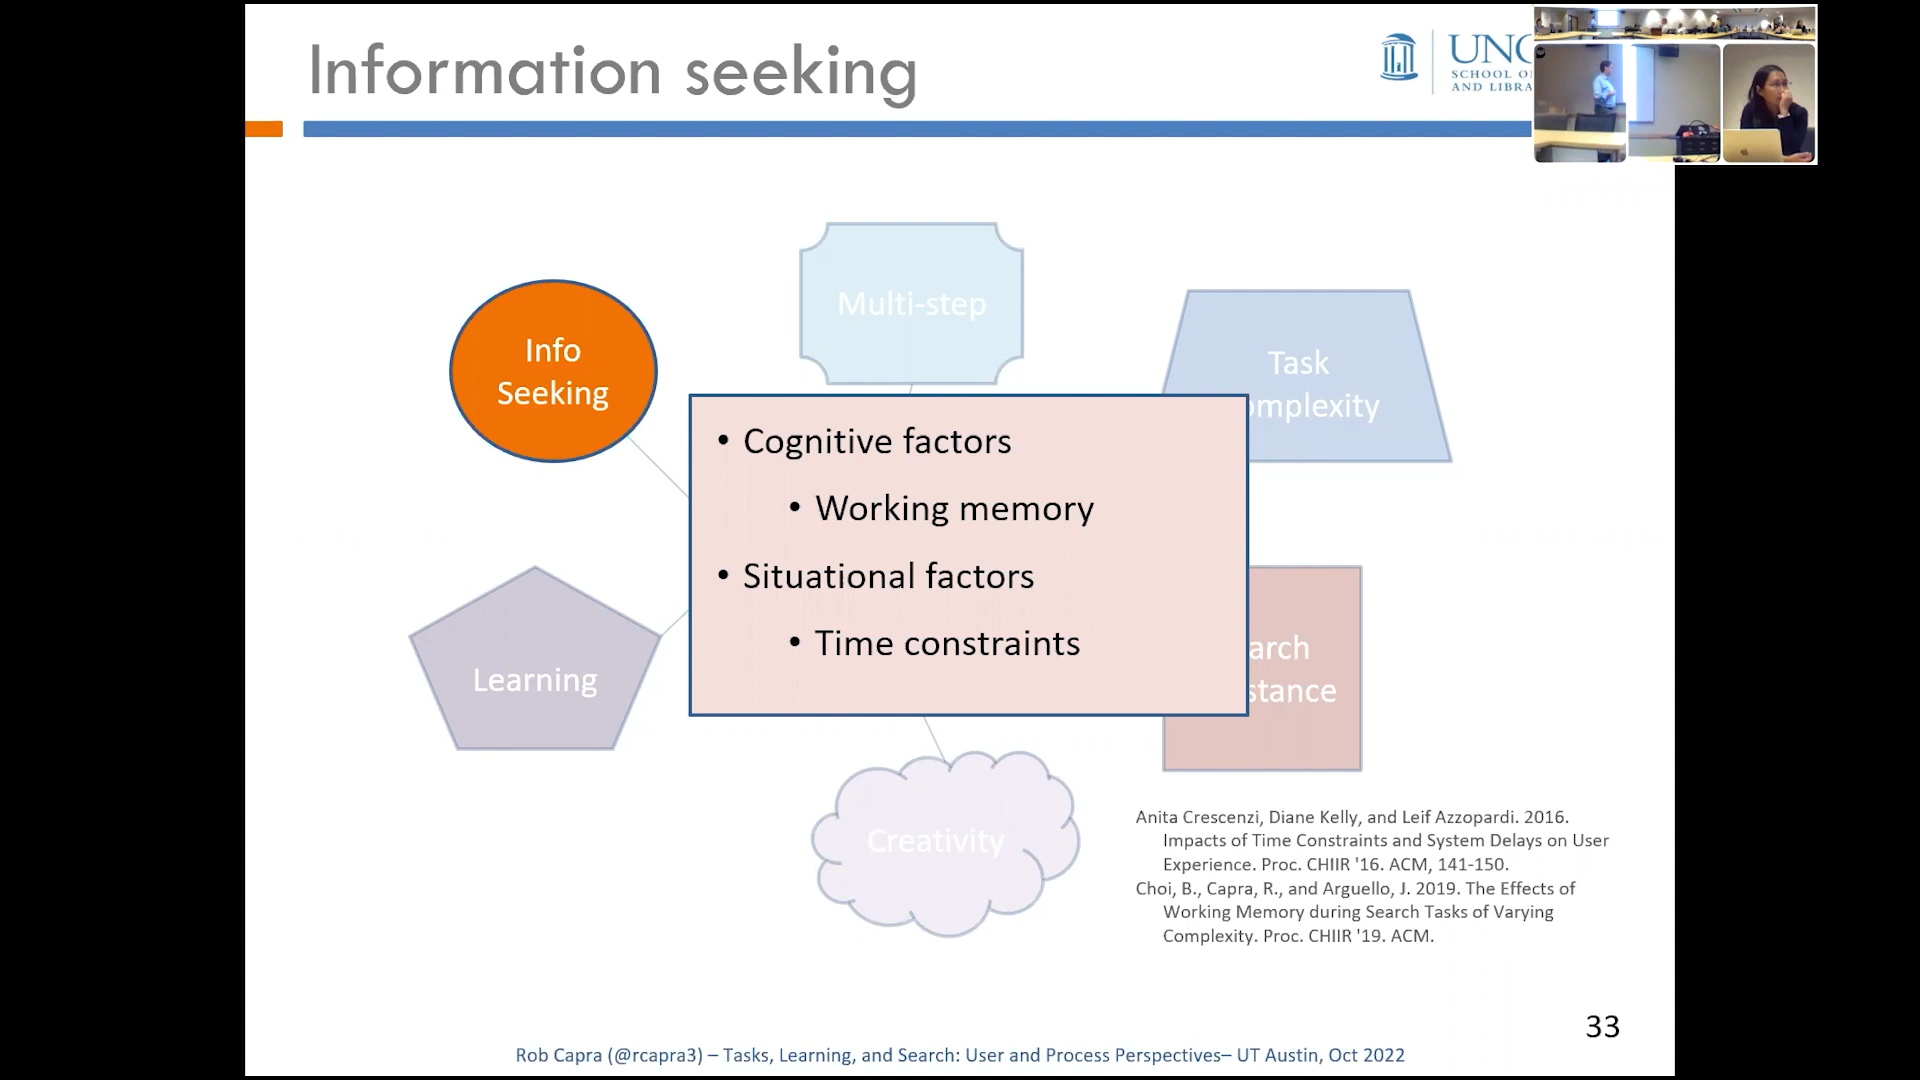 Information seeking
UNC
SCHOOL O
AND LIBRA
Multi-step
Info
Seeking
Task
omplexity
• Cognitive factors
• Working memory
• Situational factors
• Time constraints
Learning
arch
stance
Creativity
Anita Crescenzi, Diane Kelly, and Leif Azzopardi. 2016.
Impacts of Time Constraints and System Delays on User
Experience. Proc. CHIIR '16. ACM, 141-150.
Choi, B., Capra, R., and Arguello, J. 2019. The Effects of
Working Memory during Search Tasks of Varying
Complexity. Proc. CHIIR '19. ACM.
33
Rob Capra (@rcapra3) – Tasks, Learning, and Search: User and Process Perspectives– UT Austin, Oct 2022